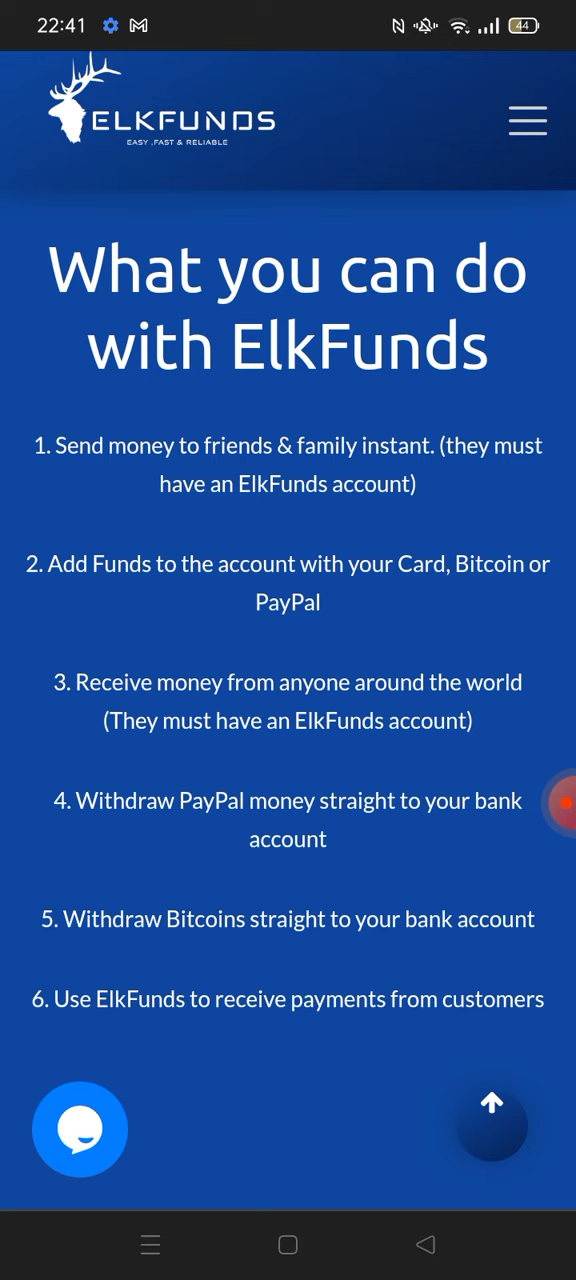 22:41
44
ELKFUNDS
EASY ,FAST & RELIABLE
What you can do
with ElkFunds
1. Send money to friends & family instant. (they must
have an ElkFunds account)
2. Add Funds to the account with your Card, Bitcoin or
PayPal
3. Receive money from anyone around the world
(They must have an ElkFunds account)
4. Withdraw PayPal money straight to your bank
account
5. Withdraw Bitcoins straight to your bank account
6. Use ElkFunds to receive payments from customers